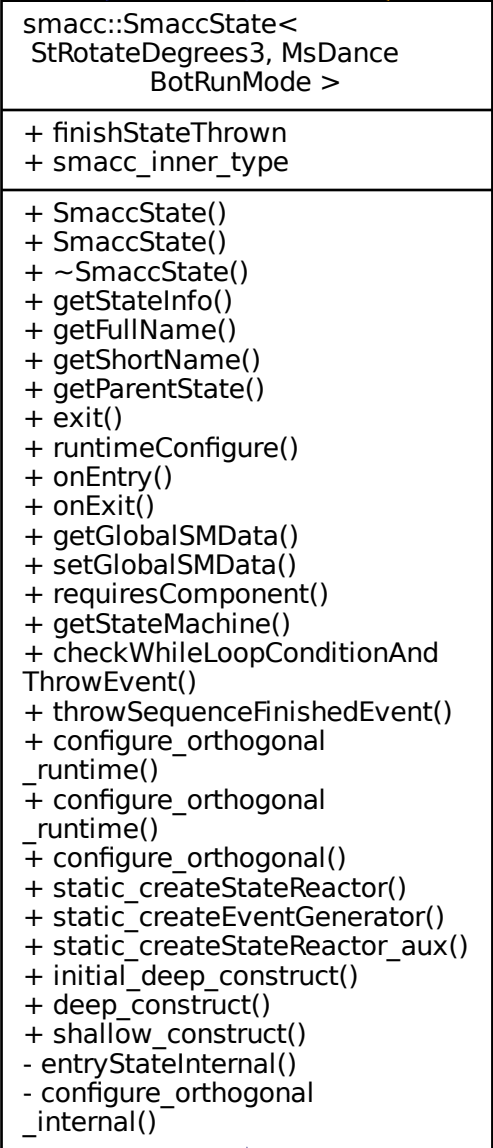 smacc::SmaccState<
StRotateDegrees3, MsDance
BotRunMode >
+ finishStateThrown
+ smacc_inner_type
+ SmaccState()
+ SmaccState()
+ ~SmaccState()
+ getStateInfo()
+ getFullName()
+ getShortName()
+ getParentState()
+ exit()
+ runtimeConfigure()
+ onEntry()
+ onExit()
+ getGlobalSMData()
+ setGlobalSMData()
+ requiresComponent()
+ getStateMachine()
+ checkWhileLoopConditionAnd
ThrowEvent()
+ throwSequenceFinishedEvent()
+ configure_orthogonal
_runtime()
+ configure_orthogonal
_runtime()
+ configure_orthogonal()
+ static_createStateReactor()
+ static_createEventGenerator()
+ static_createStateReactor_aux()
+ initial_deep_construct()
+ deep_construct()
+ shallow_construct()
- entryStateInternal()
- configure_orthogonal
_internal()